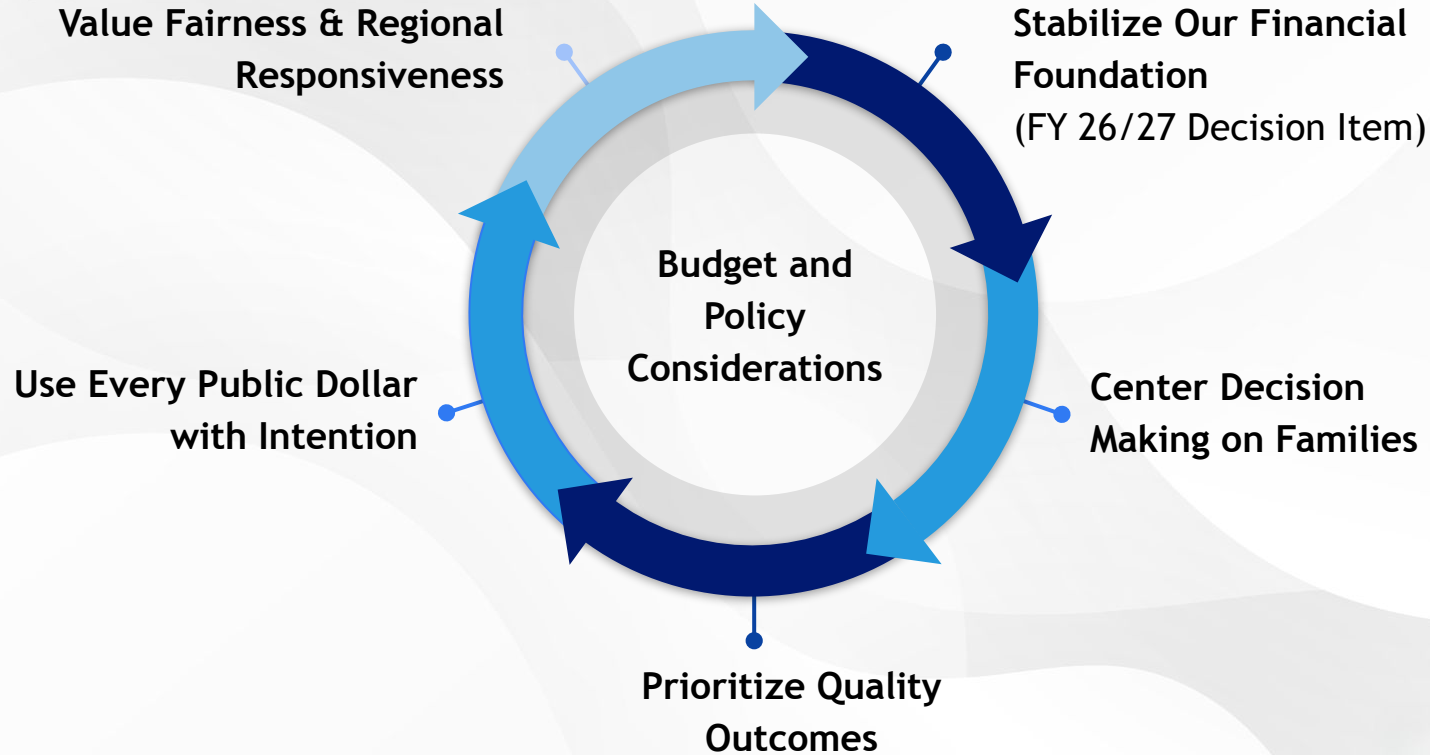 Value Fairness & Regional
Responsiveness
Stabilize Our Financial
Foundation
(FY 26/27 Decision Item)
Budget and
Policy
Considerations
Use Every Public Dollar
with Intention
Center Decision
Making on Families
Prioritize Quality
Outcomes